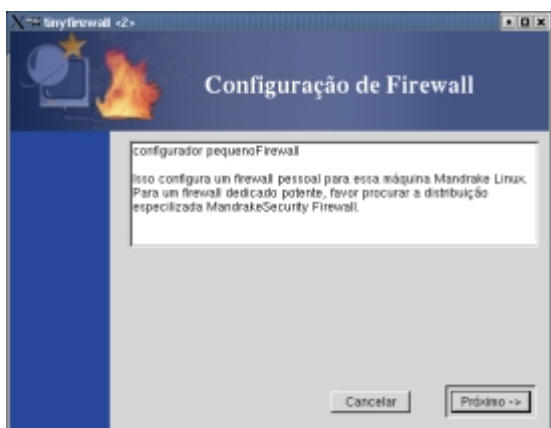 tinyfirewall <2>
Configuração de Firewall
configurador pequenoFirewall
Isso configura um firewall pessoal para essa máquina Mandrake Linux.
Para um firewall dedicado potente, favor procurar a distribuição
especilizada MandrakeSecurity Firewall.
Cancelar
Próximo ->